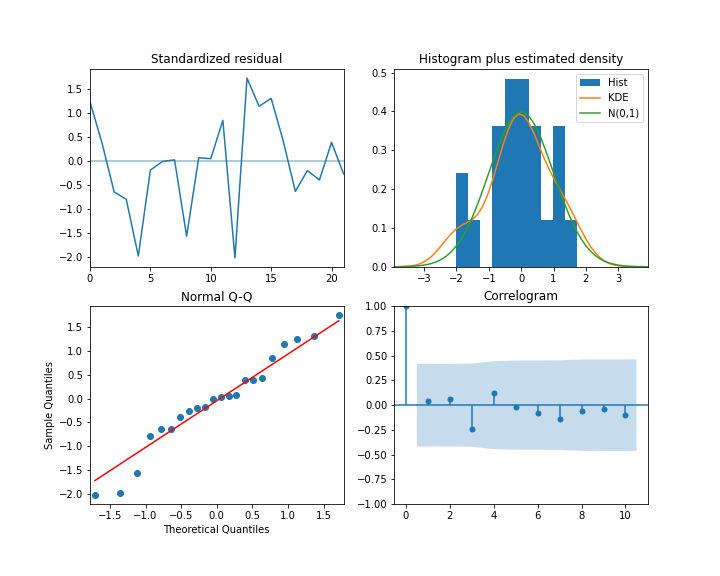 Standardized residual
1.5
1.0
0.5
0.0
−0.5
−1.0
−1.5
−2.0
0 5 10 15 20
Histogram plus estimated density
0.5
0.4
0.3
0.2
0.1
0.0
−3 −2 −1 0 1 2 3
Hist
KDE
N(0,1)
Normal Q-Q
Sample Quantiles
1.5
1.0
0.5
0.0
−0.5
−1.0
−1.5
−2.0
−1.5 −1.0 −0.5 0.0 0.5 1.0 1.5
Theoretical Quantiles
Correlogram
1.00
0.75
0.50
0.25
0.00
−0.25
−0.50
−0.75
−1.00
0 2 4 6 8 10